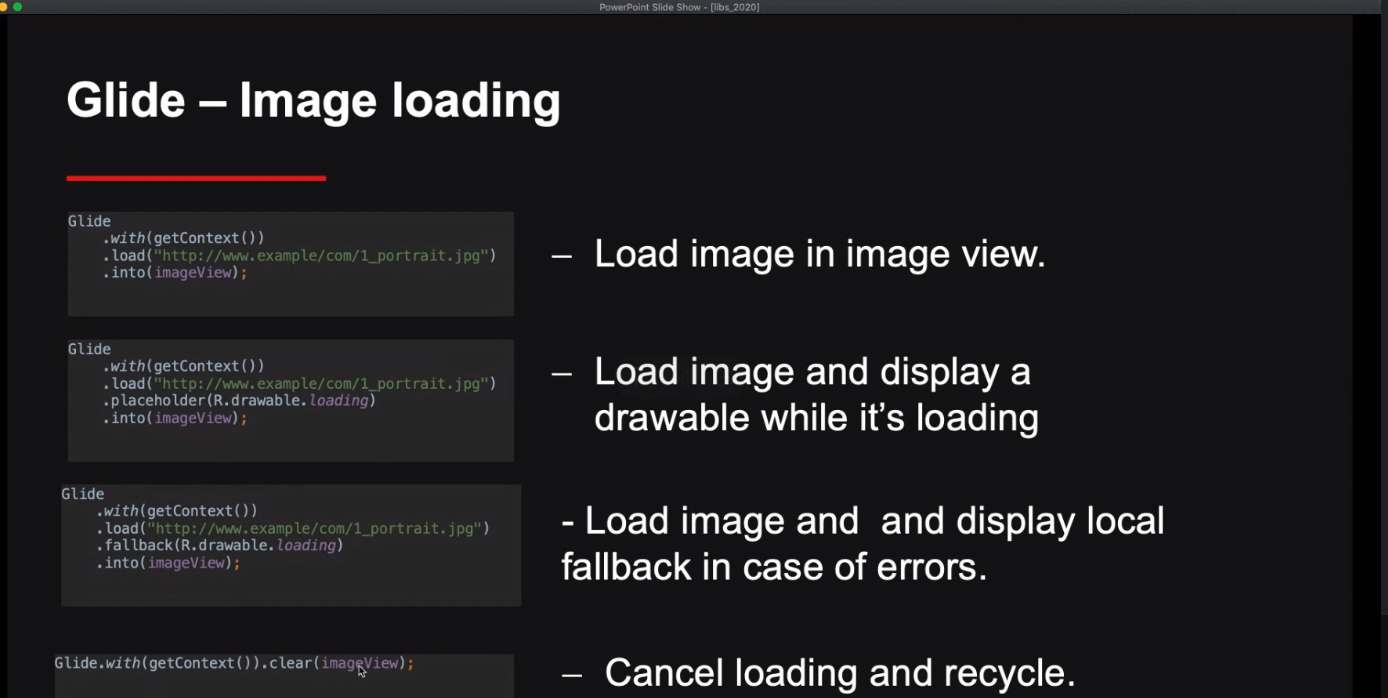 PowerPoint Slide Show - [libs_2020]
Glide – Image loading
Glide
.with(getContext())
.load("http://www.example/com/1_portrait.jpg")
.into(imageView);
– Load image in image view.
Glide
.with(getContext())
.load("http://www.example/com/1_portrait.jpg")
.placeholder(R.drawable.loading)
.into(imageView);
– Load image and display a
drawable while it’s loading
Glide
.with(getContext())
.load("http://www.example/com/1_portrait.jpg")
.fallback(R.drawable.loading)
.into(imageView);
- Load image and  and display local
fallback in case of errors.
Glide.with(getContext()).clear(imageView);
– Cancel loading and recycle.